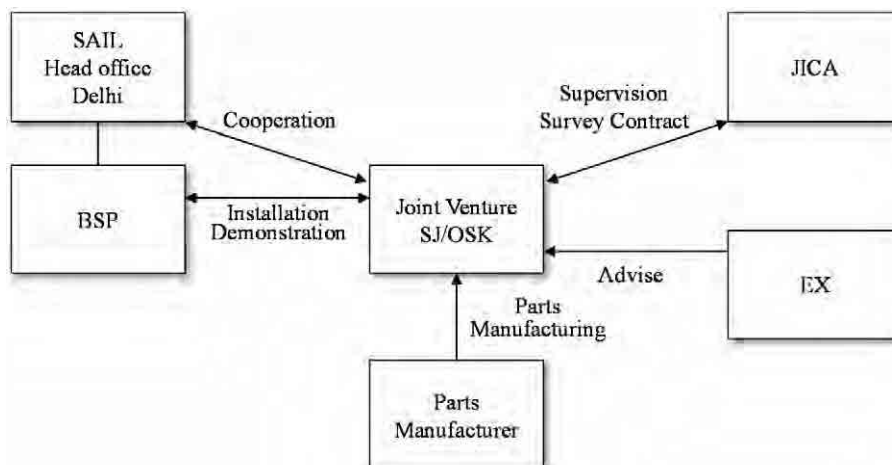 SAIL
Head office
Delhi
JICA
Supervision
Survey Contract
Cooperation
BSP
Installation
Demonstration
Joint Venture
SJ/OSK
Advise
EX
Parts
Manufacturing
Parts
Manufacturer